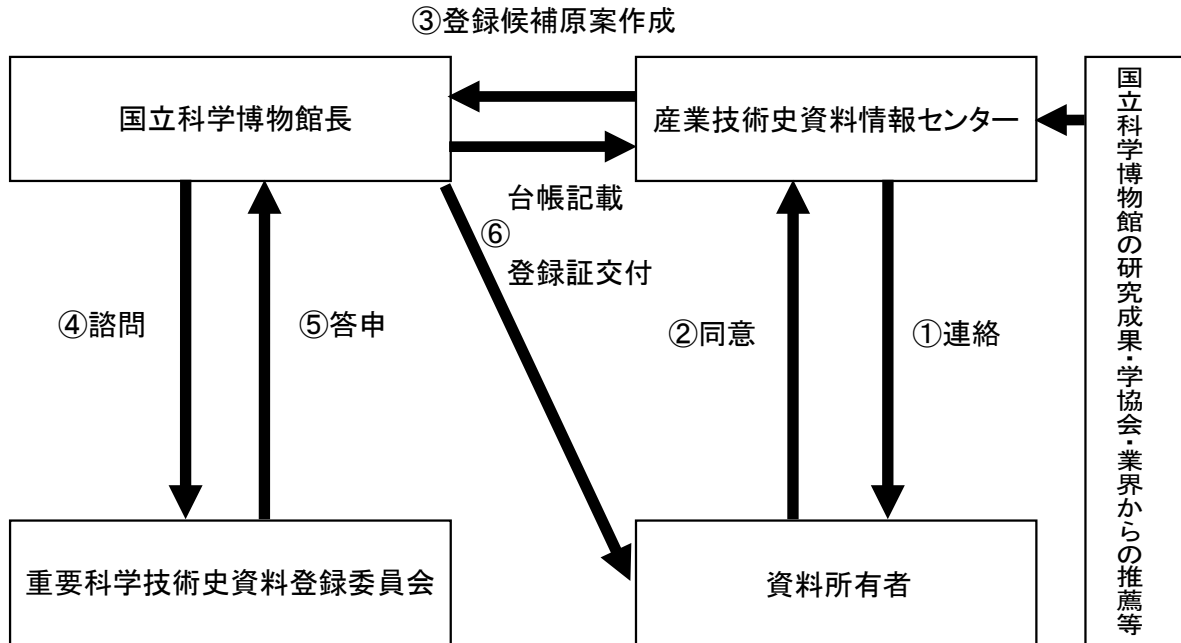 ③登録候補原案作成
国立科学博物館長
産業技術史資料情報センター
国立科学博物館の研究成果・学協会・業界からの推薦等
台帳記載
⑥
登録証交付
④諮問
⑤答申
②同意
①連絡
重要科学技術史資料登録委員会
資料所有者